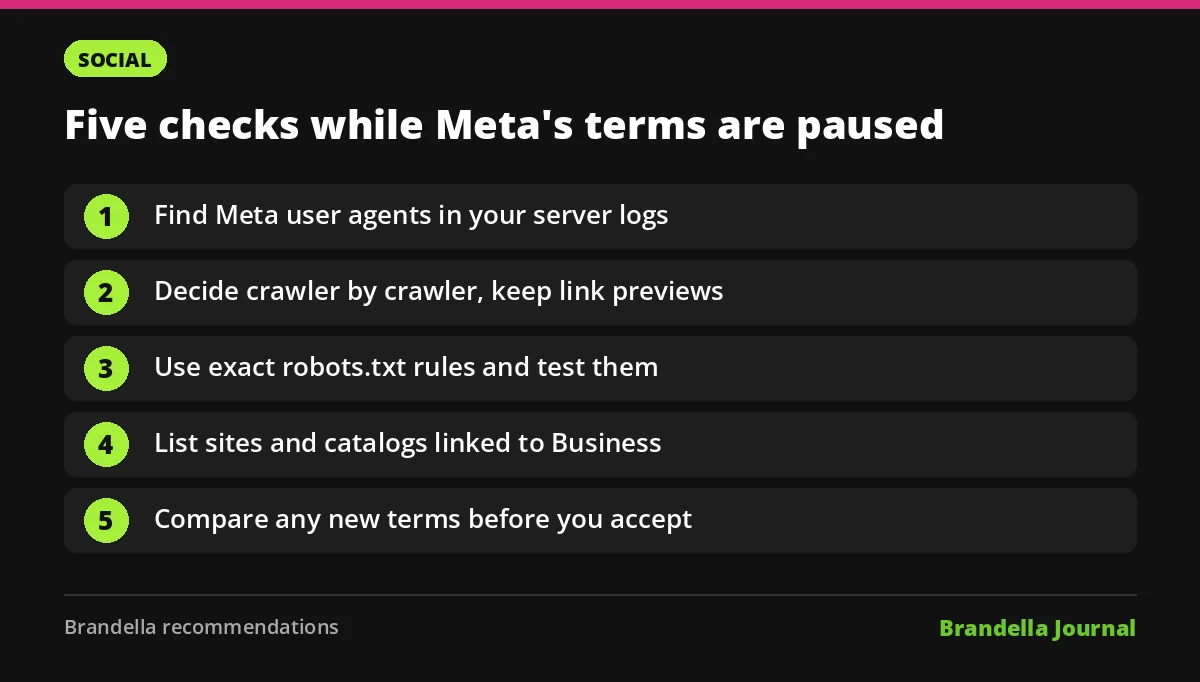 SOCIAL
Five checks while Meta's terms are paused
1 Find Meta user agents in your server logs
2 Decide crawler by crawler, keep link previews
3 Use exact robots.txt rules and test them
4 List sites and catalogs linked to Business
5 Compare any new terms before you accept
Brandella recommendations
Brandella Journal